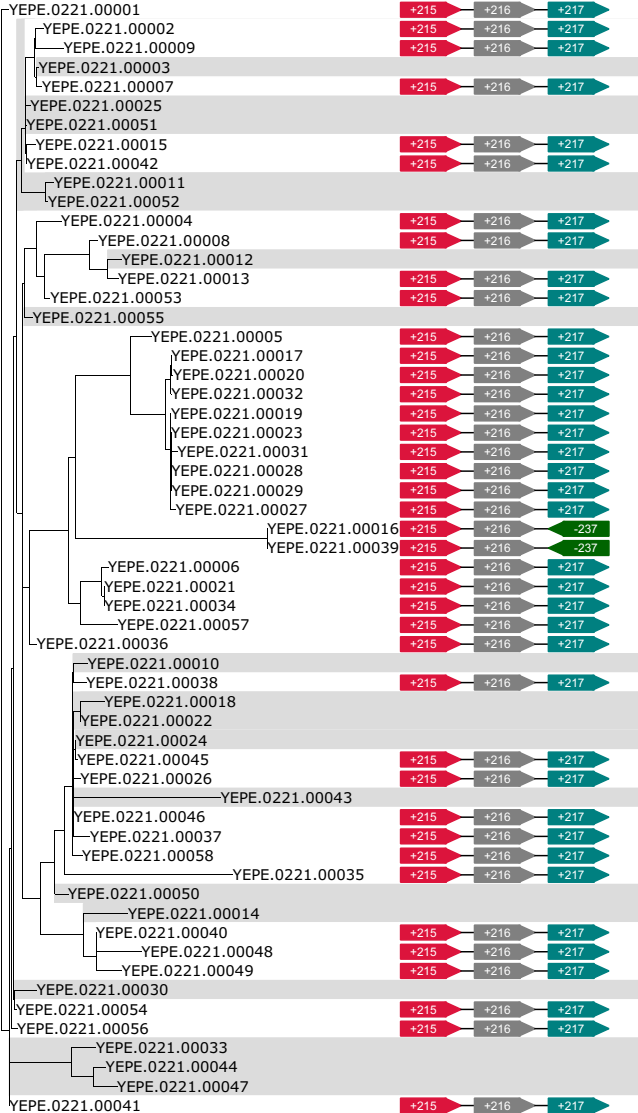 YEPE.0221.00001 +215 +216 +217
YEPE.0221.00002 +215 +216 +217
YEPE.0221.00009 +215 +216 +217
YEPE.0221.00003
YEPE.0221.00007 +215 +216 +217
YEPE.0221.00025
YEPE.0221.00051
YEPE.0221.00015 +215 +216 +217
YEPE.0221.00042 +215 +216 +217
YEPE.0221.00011
YEPE.0221.00052
YEPE.0221.00004 +215 +216 +217
YEPE.0221.00008 +215 +216 +217
YEPE.0221.00012
YEPE.0221.00013 +215 +216 +217
YEPE.0221.00053 +215 +216 +217
YEPE.0221.00055
YEPE.0221.00005 +215 +216 +217
YEPE.0221.00017 +215 +216 +217
YEPE.0221.00020 +215 +216 +217
YEPE.0221.00032 +215 +216 +217
YEPE.0221.00019 +215 +216 +217
YEPE.0221.00023 +215 +216 +217
YEPE.0221.00031 +215 +216 +217
YEPE.0221.00028 +215 +216 +217
YEPE.0221.00029 +215 +216 +217
YEPE.0221.00027 +215 +216 +217
YEPE.0221.00016 +215 +216 -237
YEPE.0221.00039 +215 +216 -237
YEPE.0221.00006 +215 +216 +217
YEPE.0221.00021 +215 +216 +217
YEPE.0221.00034 +215 +216 +217
YEPE.0221.00057 +215 +216 +217
YEPE.0221.00036 +215 +216 +217
YEPE.0221.00010
YEPE.0221.00038 +215 +216 +217
YEPE.0221.00018
YEPE.0221.00022
YEPE.0221.00024
YEPE.0221.00045 +215 +216 +217
YEPE.0221.00026 +215 +216 +217
YEPE.0221.00043
YEPE.0221.00046 +215 +216 +217
YEPE.0221.00037 +215 +216 +217
YEPE.0221.00058 +215 +216 +217
YEPE.0221.00035 +215 +216 +217
YEPE.0221.00050
YEPE.0221.00014
YEPE.0221.00040 +215 +216 +217
YEPE.0221.00048 +215 +216 +217
YEPE.0221.00049 +215 +216 +217
YEPE.0221.00030
YEPE.0221.00054 +215 +216 +217
YEPE.0221.00056 +215 +216 +217
YEPE.0221.00033
YEPE.0221.00044
YEPE.0221.00047
YEPE.0221.00041 +215 +216 +217